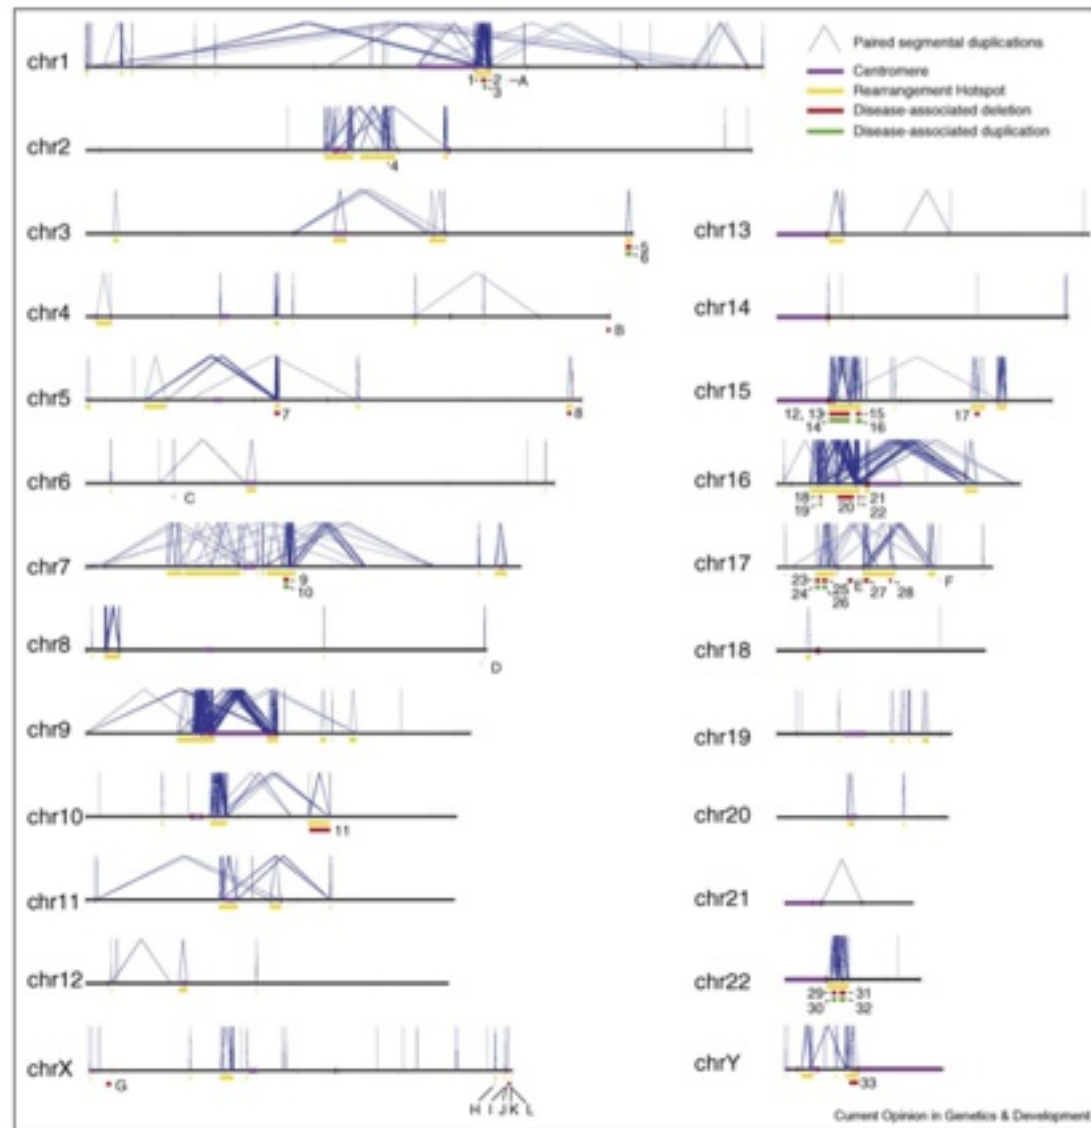 chr1
1 2 A
3
Paired segmental duplications
Centromere
Rearrangement Hotspot
Disease-associated deletion
Disease-associated duplication
chr2
4
chr3
5
6
chr4
B
chr5
7 8
chr6
C
chr7
9
10
chr8
D
chr9
chr10
11
chr11
chr12
chrX
G
H I J K L
chr13
chr14
chr15
12, 13 15 17
14 16
chr16
18 20 21
19 22
chr17
23 25 E 27 28 F
24 26
chr18
chr19
chr20
chr21
chr22
29 31
30 32
chrY
33
Current Opinion in Genetics & Development